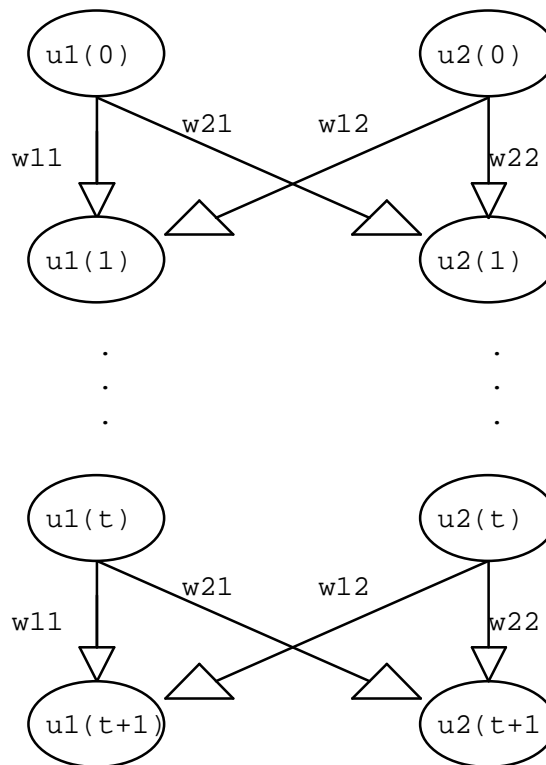 u1(0) u2(0)
w21 w12
w11 w22
u1(1) u2(1)
. .
. .
. .
u1(t) u2(t)
w21 w12
w11 w22
u1(t+1) u2(t+1